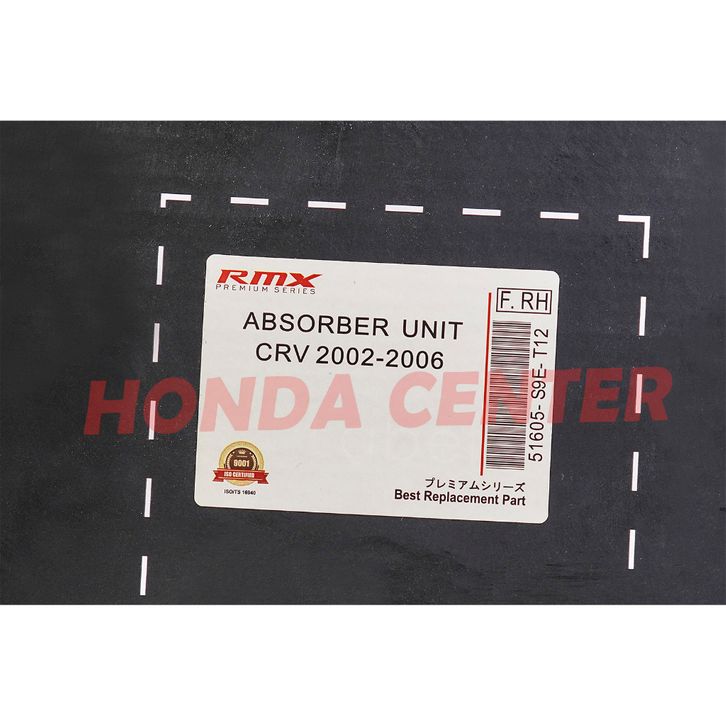 RMX
PREMIUM SERIES
F. RH
ABSORBER UNIT
CRV 2002-2006
51605-S9E-T12
HONDA CENTER
9001
ISO CERTIFIED
ISO/TS 16949
プレミアムシリーズ
Best Replacement Part